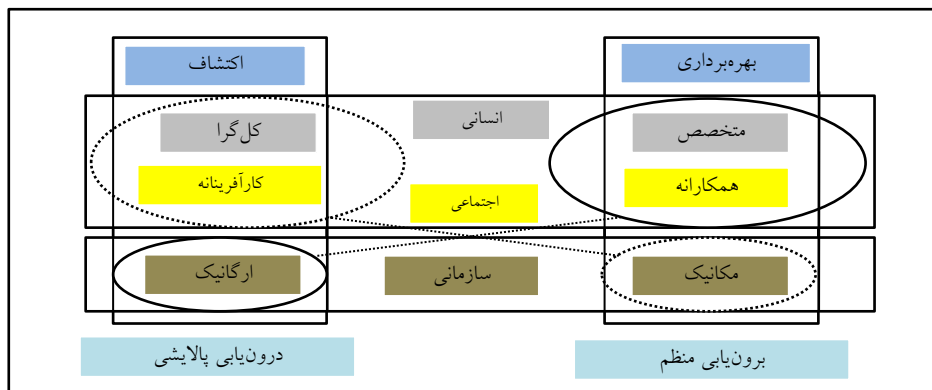 بهره‌برداری
اکتشاف
متخصص
انسانی
کل‌گرا
همکارانه
اجتماعی
کارآفرینانه
مکانیک
سازمانی
ارگانیک
برون‌یابی منظم
درون‌یابی پالایشی